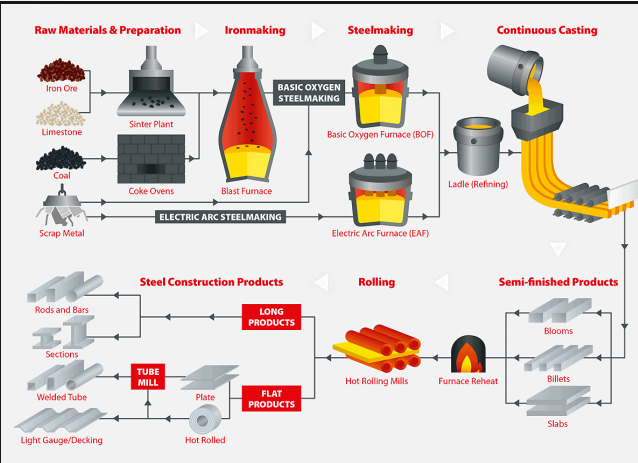 Raw Materials & Preparation
Ironmaking
Steelmaking
Continuous Casting
Iron Ore
Limestone
Sinter Plant
Coal
Coke Ovens
Scrap Metal
Blast Furnace
BASIC OXYGEN
STEELMAKING
Basic Oxygen Furnace (BOF)
ELECTRIC ARC STEELMAKING
Electric Arc Furnace (EAF)
Ladle (Refining)
Steel Construction Products
Rolling
Semi-finished Products
Rods and Bars
Sections
LONG
PRODUCTS
Blooms
Billets
Slabs
Furnace Reheat
Hot Rolling Mills
TUBE
MILL
Welded Tube
Plate
FLAT
PRODUCTS
Light Gauge/Decking
Hot Rolled